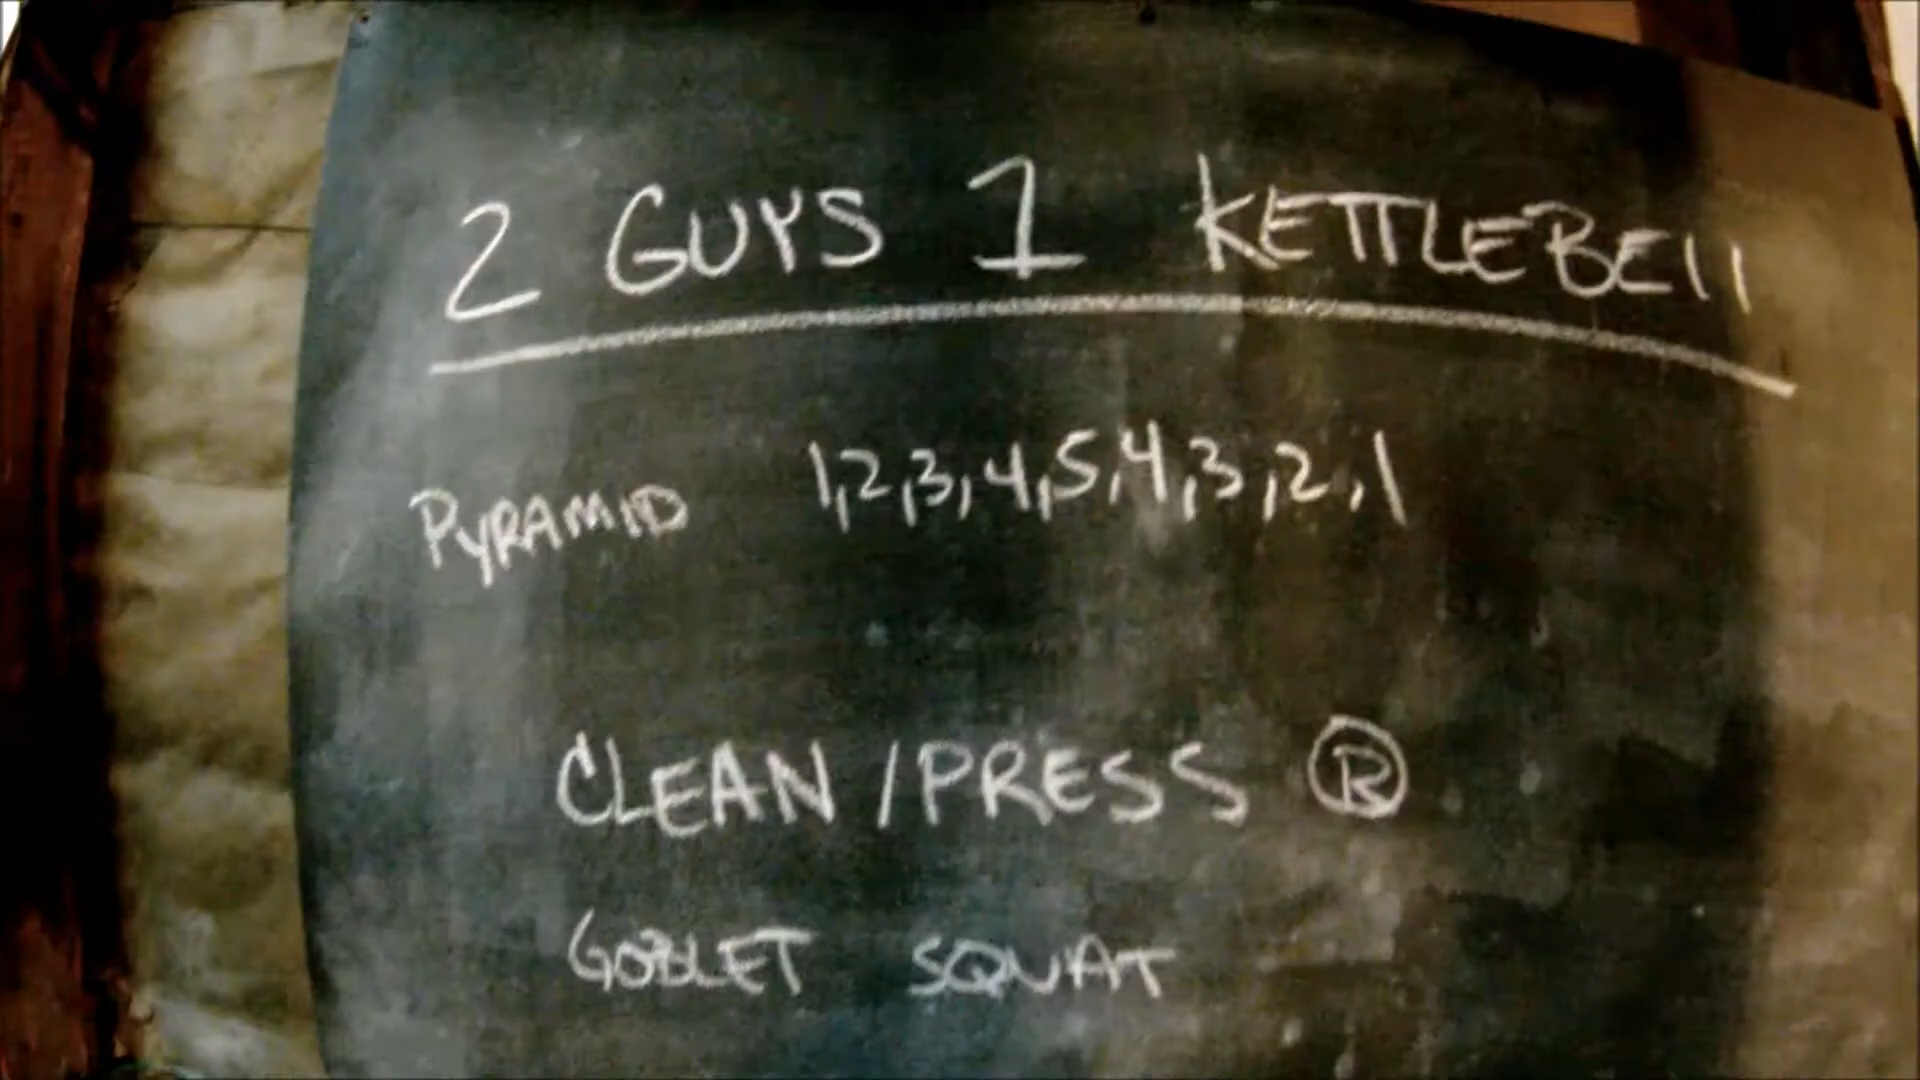 2 GUYS 1 KETTLEBELL
PYRAMID 1,2,3,4,5,4,3,2,1
CLEAN/PRESS Ⓡ
GOBLET SQUAT